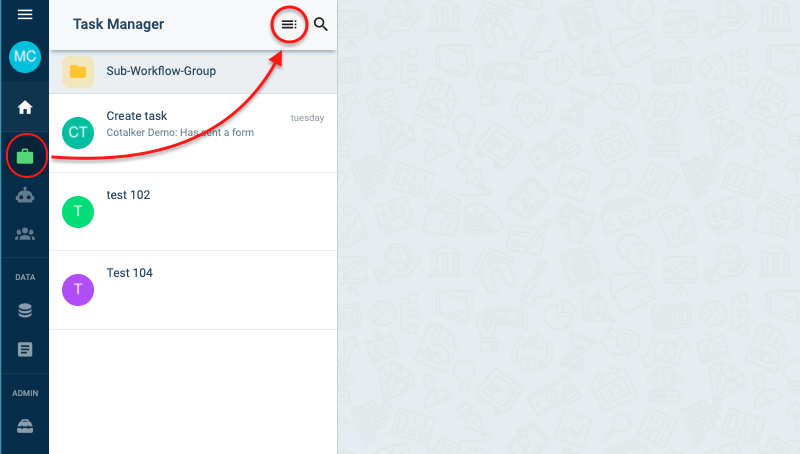 Task Manager
MC
Sub-Workflow-Group
Create task
tuesday
CT
Cotalker Demo: Has sent a form
test 102
T
Test 104
T
DATA
ADMIN